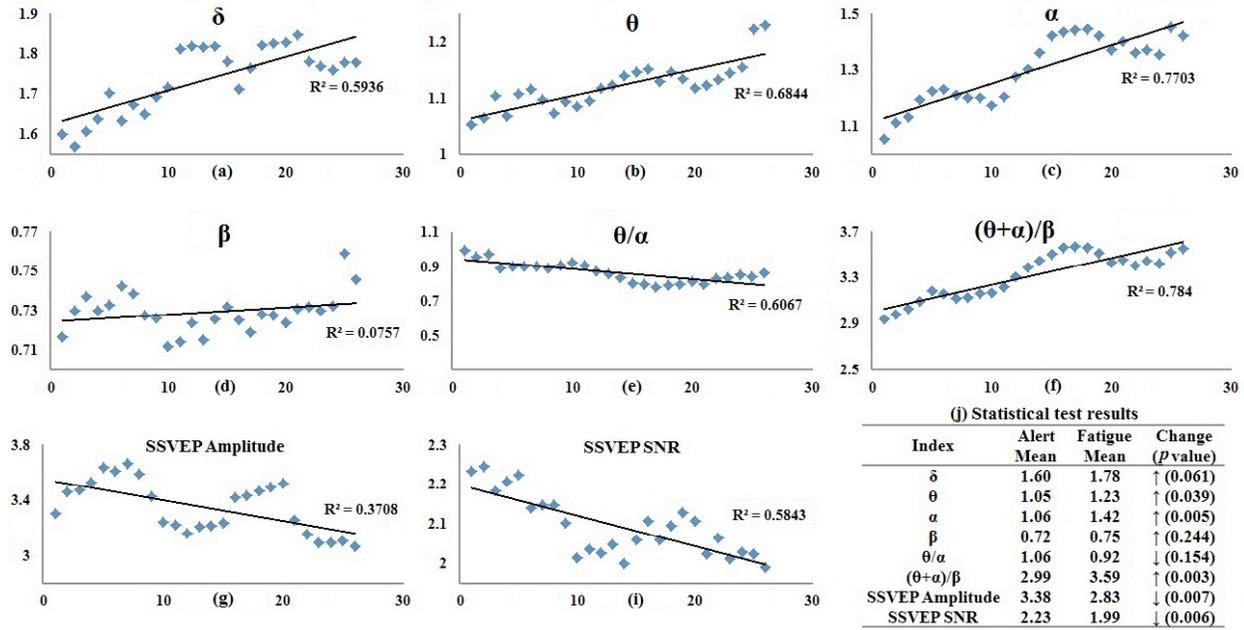 δ
1.9
1.8
1.7
1.6
R² = 0.5936
0 10 20 30
(a)
θ
1.2
1.1
1
R² = 0.6844
0 10 20 30
(b)
α
1.5
1.3
1.1
R² = 0.7703
0 10 20 30
(c)
β
0.77
0.75
0.73
0.71
R² = 0.0757
0 10 20 30
(d)
θ/α
1.1
0.9
0.7
0.5
R² = 0.6067
0 10 20 30
(e)
(θ+α)/β
3.7
3.3
2.9
2.5
R² = 0.784
0 10 20 30
(f)
SSVEP Amplitude
3.8
3.4
3
R² = 0.3708
0 10 20 30
(g)
SSVEP SNR
2.3
2.2
2.1
2
R² = 0.5843
0 10 20 30
(i)
(j) Statistical test results
Index Alert Mean Fatigue Mean Change (p value)
δ 1.60 1.78 ↑ (0.061)
θ 1.05 1.23 ↑ (0.039)
α 1.06 1.42 ↑ (0.005)
β 0.72 0.75 ↑ (0.244)
θ/α 1.06 0.92 ↓ (0.154)
(θ+α)/β 2.99 3.59 ↑ (0.003)
SSVEP Amplitude 3.38 2.83 ↓ (0.007)
SSVEP SNR 2.23 1.99 ↓ (0.006)